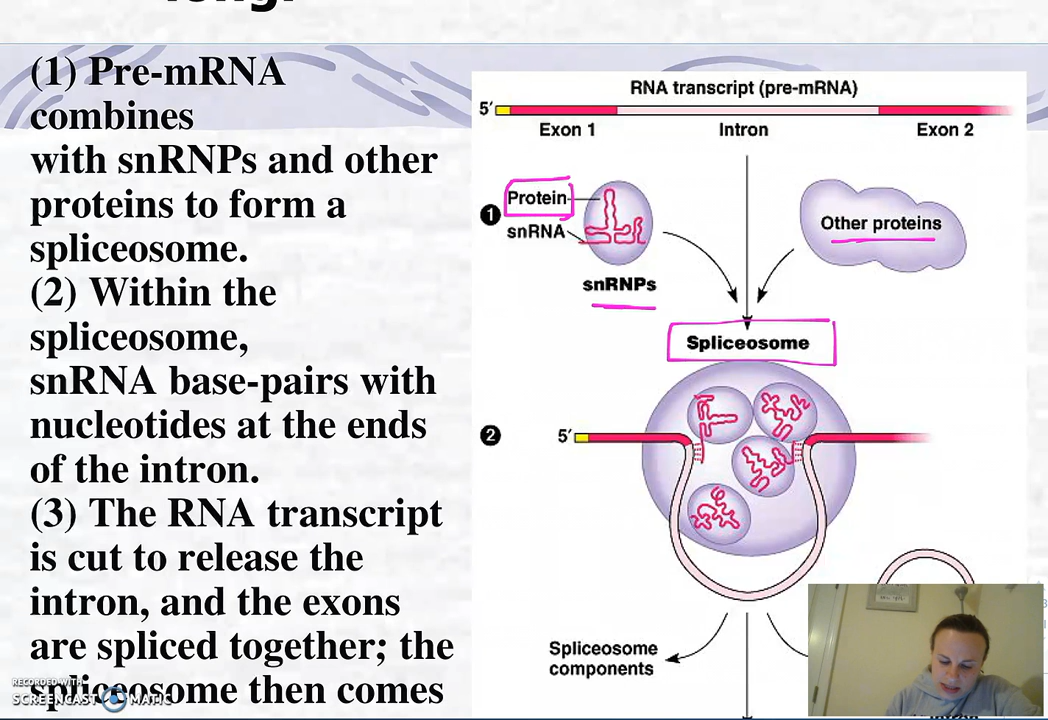 (1) Pre-mRNA
combines
with snRNPs and other
proteins to form a
spliceosome.
(2) Within the
spliceosome,
snRNA base-pairs with
nucleotides at the ends
of the intron.
(3) The RNA transcript
is cut to release the
intron, and the exons
are spliced together; the
spliceosome then comes
RNA transcript (pre-mRNA)
5′
Exon 1 Intron Exon 2
Protein
1
snRNA
Other proteins
snRNPs
Spliceosome
2
5′
Spliceosome
components
RECORDED WITH
SCREENCAST MATIC